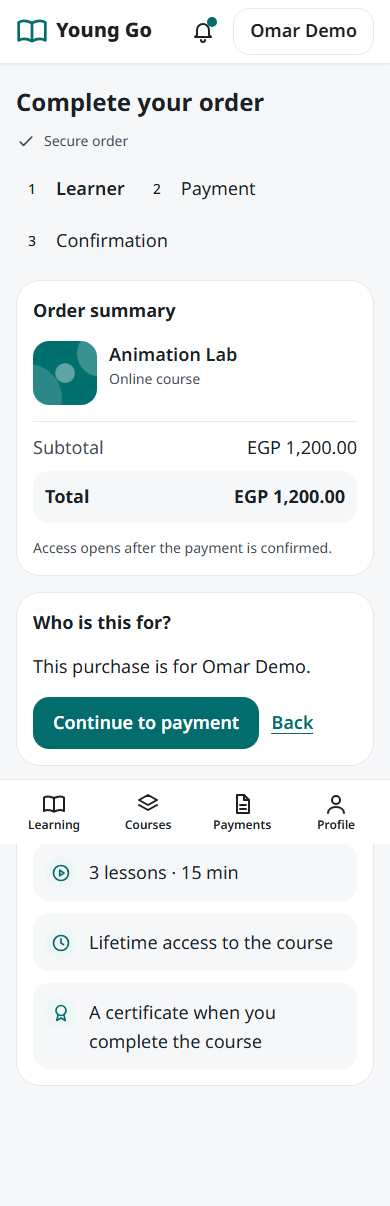 Young Go
Omar Demo
Complete your order
Secure order
1 Learner 2 Payment
3 Confirmation
Order summary
Animation Lab
Online course
Subtotal EGP 1,200.00
Total EGP 1,200.00
Access opens after the payment is confirmed.
Who is this for?
This purchase is for Omar Demo.
Continue to payment Back
Learning Courses Payments Profile
3 lessons · 15 min
Lifetime access to the course
A certificate when you
complete the course